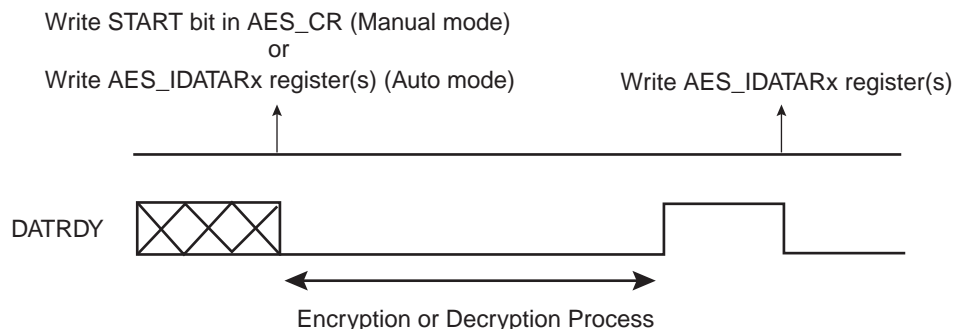 Write START bit in AES_CR (Manual mode)
or
Write AES_IDATARx register(s) (Auto mode)
Write AES_IDATARx register(s)
DATRDY
Encryption or Decryption Process